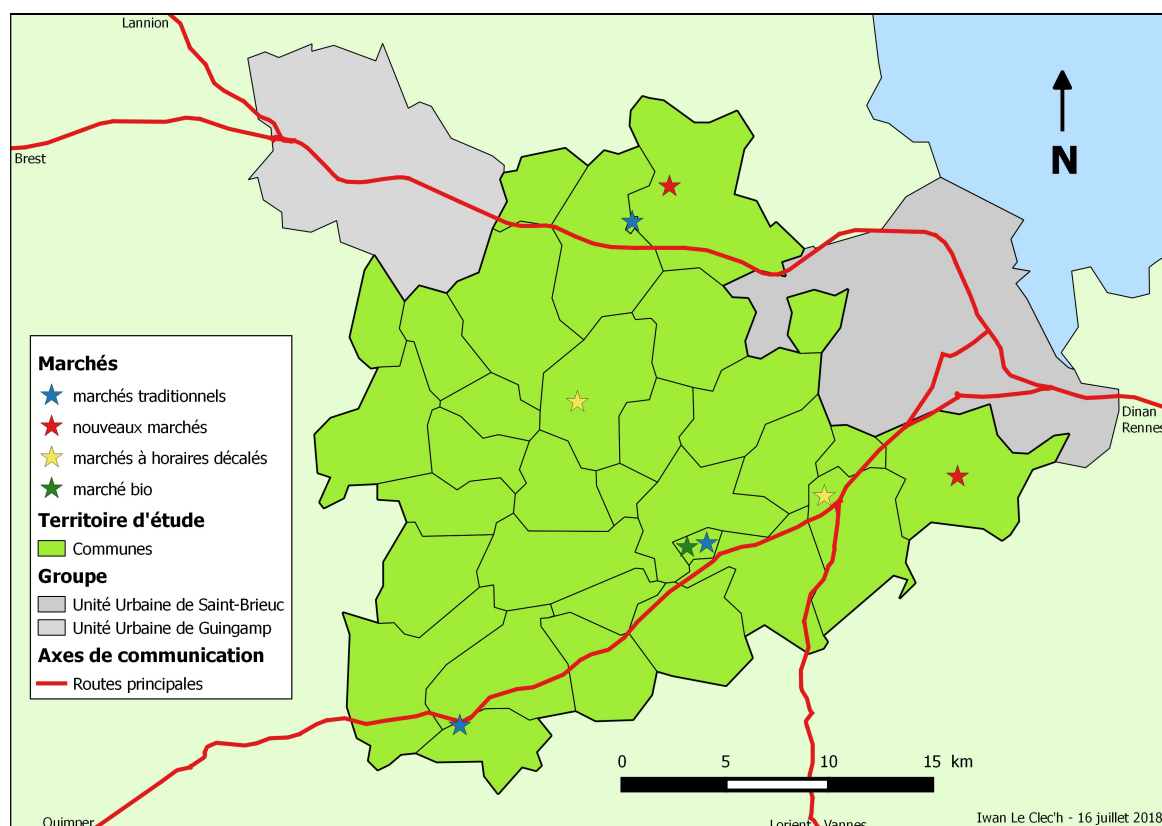 Lannion
Brest
N
Marchés
marchés traditionnels
nouveaux marchés
marchés à horaires décalés
marché bio
Territoire d'étude
Communes
Groupe
Unité Urbaine de Saint-Brieuc
Unité Urbaine de Guingamp
Axes de communication
Routes principales
Dinan
Rennes
0 5 10 15 km
Quimper
Lorient Vannes
Iwan Le Clec'h - 16 juillet 2018